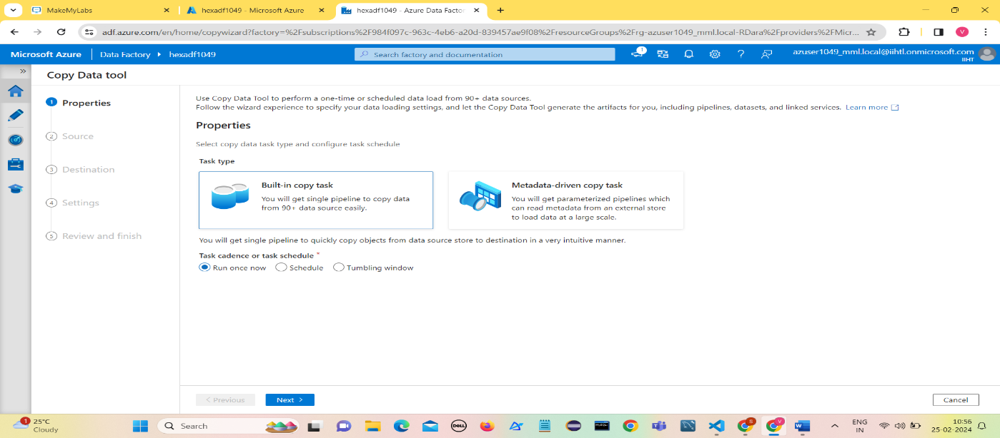 MakeMyLabs
hexadf1049 - Microsoft Azure
hexadf1049 - Azure Data Factor
adf.azure.com/en/home/copywizard?factory=%2Fsubscriptions%2F984f097c-963c-4eb6-a20d-839457ae9f08%2FresourceGroups%2Frg-azuser1049_mml.local-RDara%2Fproviders%2FMicr...
V
Microsoft Azure
Data Factory
hexadf1049
Search factory and documentation
1
azuser1049_mml.local@iihtl.onmicrosoft.com
IIHT
Copy Data tool
1 Properties
2 Source
3 Destination
4 Settings
5 Review and finish
Use Copy Data Tool to perform a one-time or scheduled data load from 90+ data sources.
Follow the wizard experience to specify your data loading settings, and let the Copy Data Tool generate the artifacts for you, including pipelines, datasets, and linked services. Learn more
Properties
Select copy data task type and configure task schedule
Task type
Built-in copy task
You will get single pipeline to copy data
from 90+ data source easily.
Metadata-driven copy task
You will get parameterized pipelines which
can read metadata from an external store
to load data at a large scale.
You will get single pipeline to quickly copy objects from data source store to destination in a very intuitive manner.
Task cadence or task schedule *
Run once now
Schedule
Tumbling window
< Previous
Next >
Cancel
1
25°C
Cloudy
Search
DELL
S
V
ENG
IN
10:56
25-02-2024